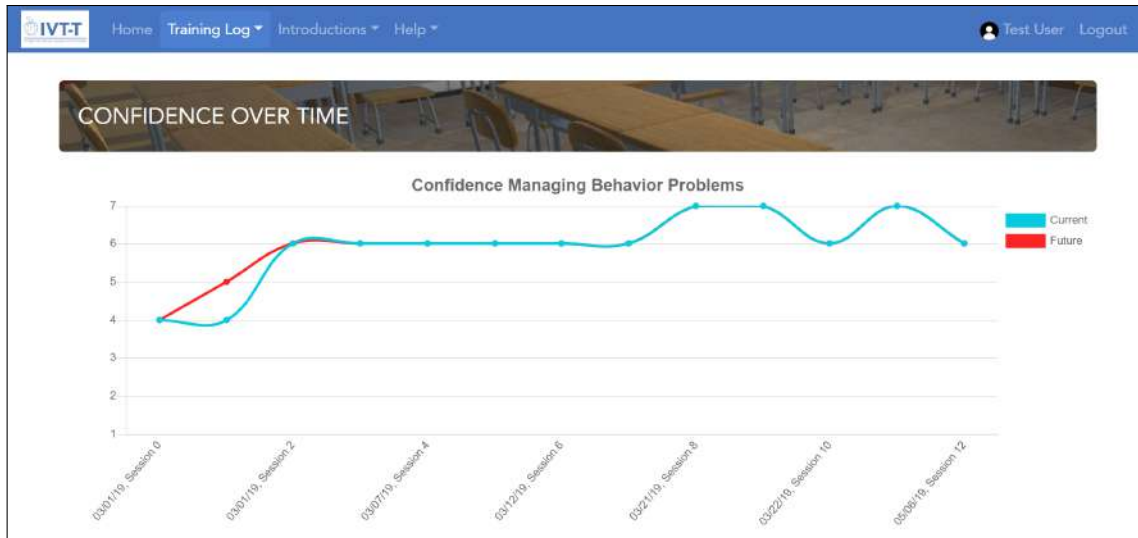 IVT-T
Home Training Log Introductions Help Test User Logout
CONFIDENCE OVER TIME
Confidence Managing Behavior Problems
7
6
5
4
3
2
1
Current
Future
03/01/19, Session 0
03/01/19, Session 2
03/07/19, Session 4
03/12/19, Session 6
03/21/19, Session 8
03/22/19, Session 10
05/06/19, Session 12